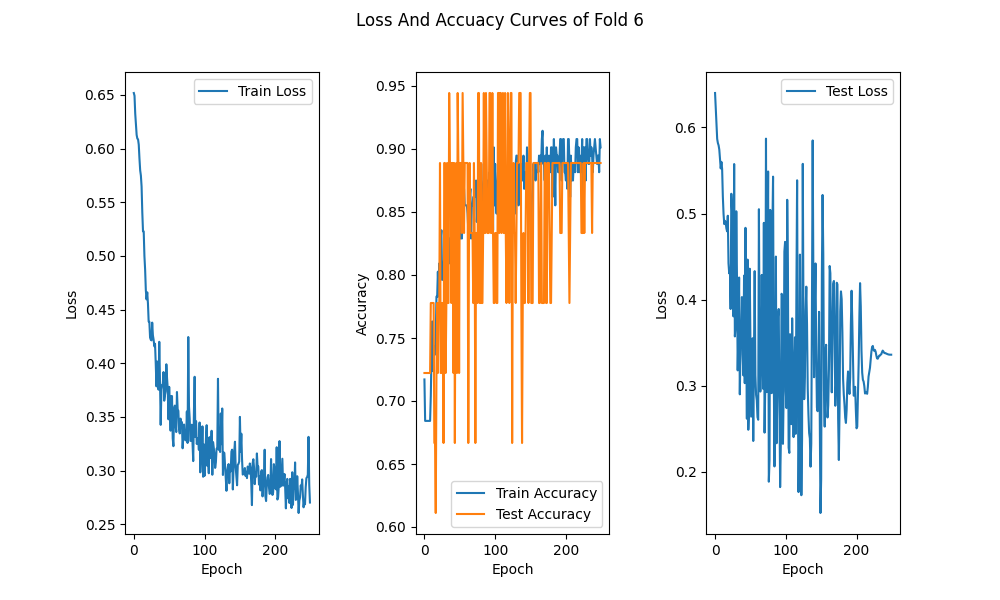 Loss And Accuacy Curves of Fold 6
Train Loss
0.65
0.60
0.55
0.50
0.45
0.40
0.35
0.30
0.25
Loss
0
100
200
Epoch
0.95
0.90
0.85
0.80
0.75
0.70
0.65
0.60
Accuracy
Train Accuracy
Test Accuracy
0
100
200
Epoch
Test Loss
0.6
0.5
0.4
0.3
0.2
Loss
0
100
200
Epoch